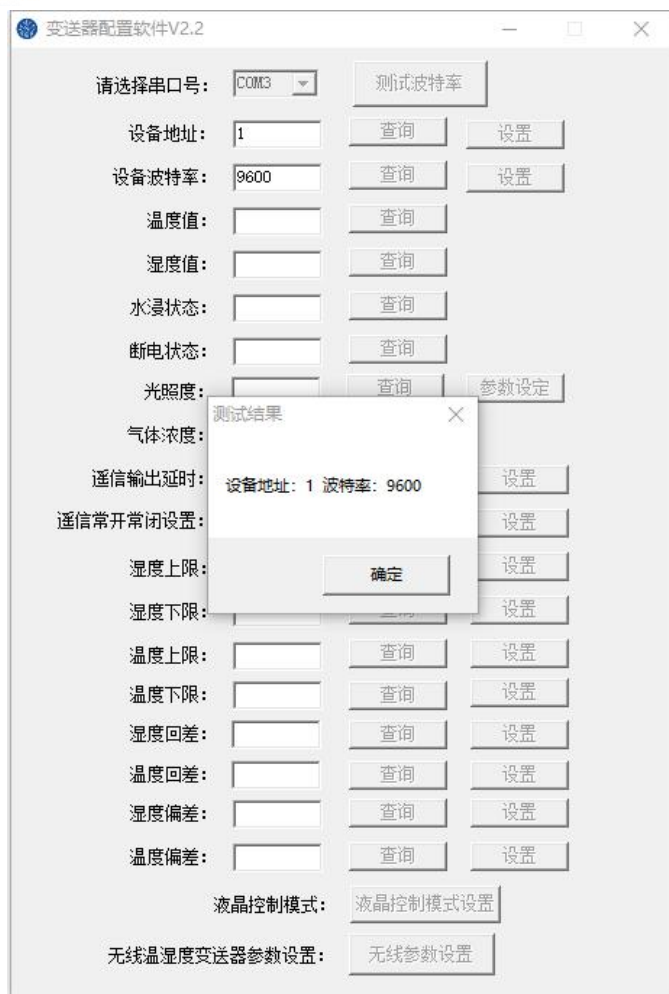 变送器配置软件V2.2
请选择串口号: COM3 测试波特率
设备地址: 1 查询 设置
设备波特率: 9600 查询 设置
温度值: 查询
湿度值: 查询
水浸状态: 查询
断电状态: 查询
光照度: 查询 参数设定
测试结果
气体浓度:
遥信输出延时: 设置
设备地址: 1 波特率: 9600
遥信常开常闭设置: 设置
湿度上限: 设置
确定
湿度下限: 查询 设置
温度上限: 查询 设置
温度下限: 查询 设置
湿度回差: 查询 设置
温度回差: 查询 设置
湿度偏差: 查询 设置
温度偏差: 查询 设置
液晶控制模式: 液晶控制模式设置
无线温湿度变送器参数设置: 无线参数设置